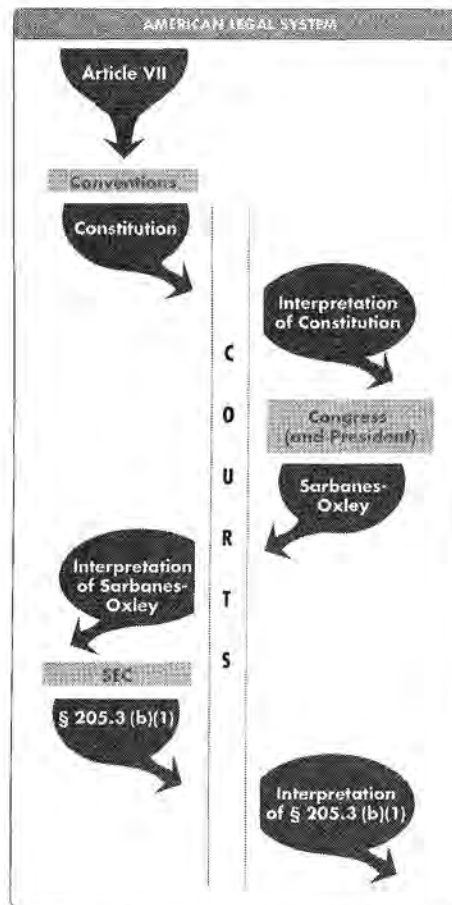 AMERICAN LEGAL SYSTEM
Article VII
Conventions
Constitution
Interpretation
of Constitution
COURTS
Congress
(and President)
Sarbanes-
Oxley
Interpretation
of Sarbanes-
Oxley
SEC
§ 205.3 (b)(1)
Interpretation
of § 205.3 (b)(1)